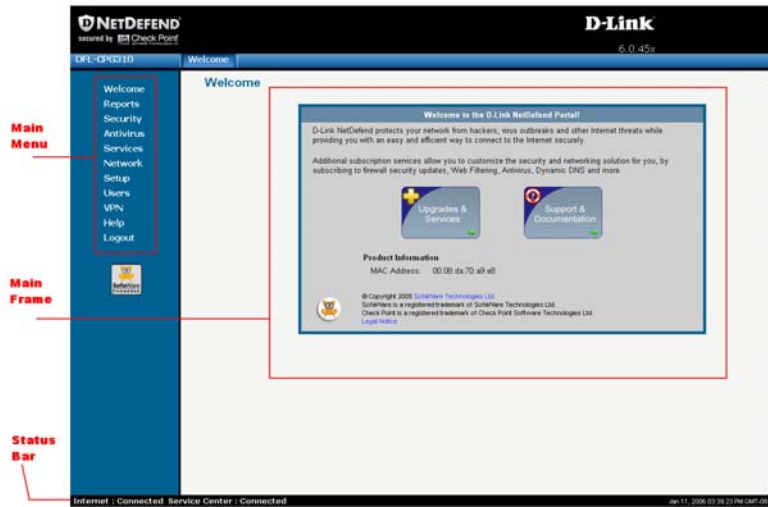 NETDEFEND
secured by Check Point
D-Link
6.0.45x
DFL-CPG310
Welcome
Welcome
Main
Menu
Welcome
Reports
Security
Antivirus
Services
Network
Setup
Users
VPN
Help
Logout
SofaWare
Main
Frame
Welcome to the D-Link NetDefend Portal!
D-Link NetDefend protects your network from hackers, virus outbreaks and other Internet threats while
providing you with an easy and efficient way to connect to the Internet securely.
Additional subscription services allow you to customize the security and networking solution for you, by
subscribing to firewall security updates, Web Filtering, Antivirus, Dynamic DNS and more.
Upgrades &
Services
Support &
Documentation
Product Information
MAC Address: 00:08:da:70:a9:e8
© Copyright 2005 SofaWare Technologies Ltd.
SofaWare is a registered trademark of SofaWare Technologies Ltd.
Check Point is a registered trademark of Check Point Software Technologies Ltd.
Legal Notice
Status
Bar
Internet : Connected Service Center : Connected
Jan 11, 2006 03:39:23 PM GMT-08